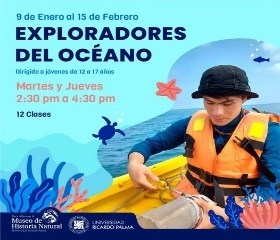 9 de Enero al 15 de Febrero
EXPLORADORES
DEL OCÉANO
Dirigido a jóvenes de 12 a 17 años
Martes y Jueves
2:30 pm a 4:30 pm
12 Clases
Museo de
Historia Natural
UNIVERSIDAD
RICARDO PALMA